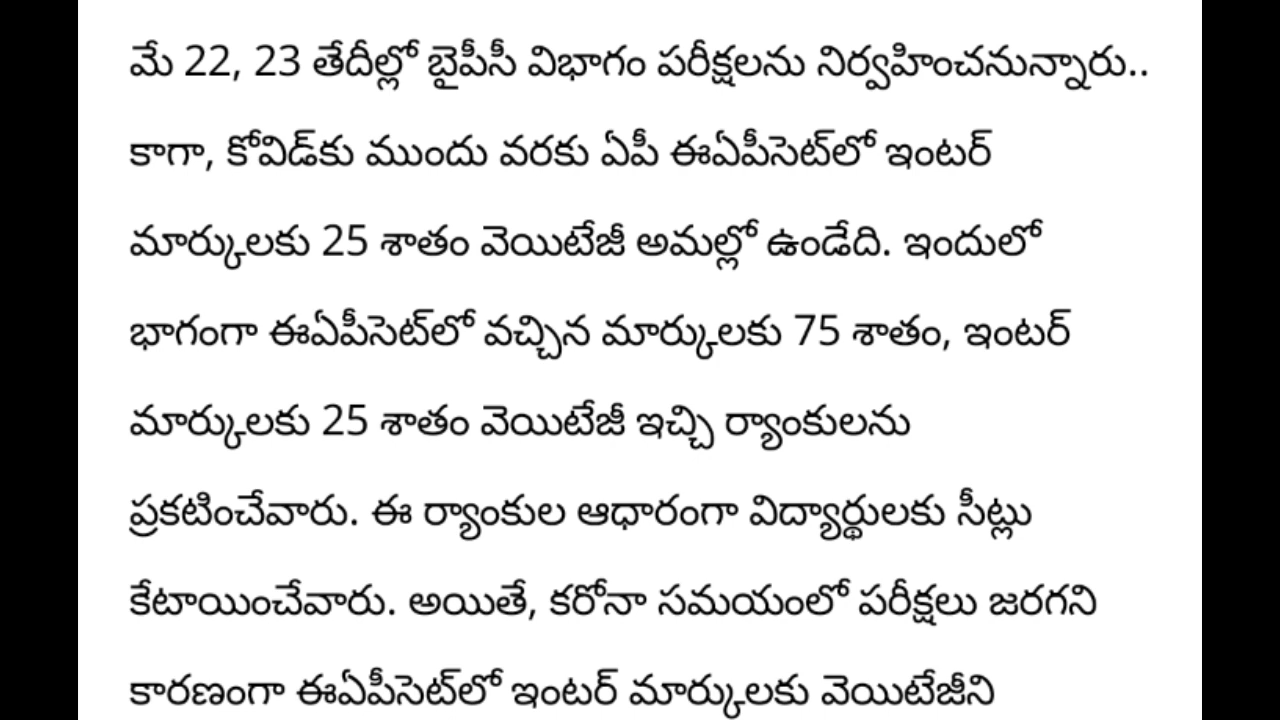 మే 22, 23 తేదీల్లో బైపీసీ విభాగం పరీక్షలను నిర్వహించనున్నారు..
కాగా, కోవిడ్‌కు ముందు వరకు ఏపీ ఈఏపీసెట్‌లో ఇంటర్
మార్కులకు 25 శాతం వెయిటేజీ అమల్లో ఉండేది. ఇందులో
భాగంగా ఈఏపీసెట్‌లో వచ్చిన మార్కులకు 75 శాతం, ఇంటర్
మార్కులకు 25 శాతం వెయిటేజీ ఇచ్చి ర్యాంకులను
ప్రకటించేవారు. ఈ ర్యాంకుల ఆధారంగా విద్యార్థులకు సీట్లు
కేటాయించేవారు. అయితే, కరోనా సమయంలో పరీక్షలు జరగని
కారణంగా ఈఏపీసెట్‌లో ఇంటర్ మార్కులకు వెయిటేజీని